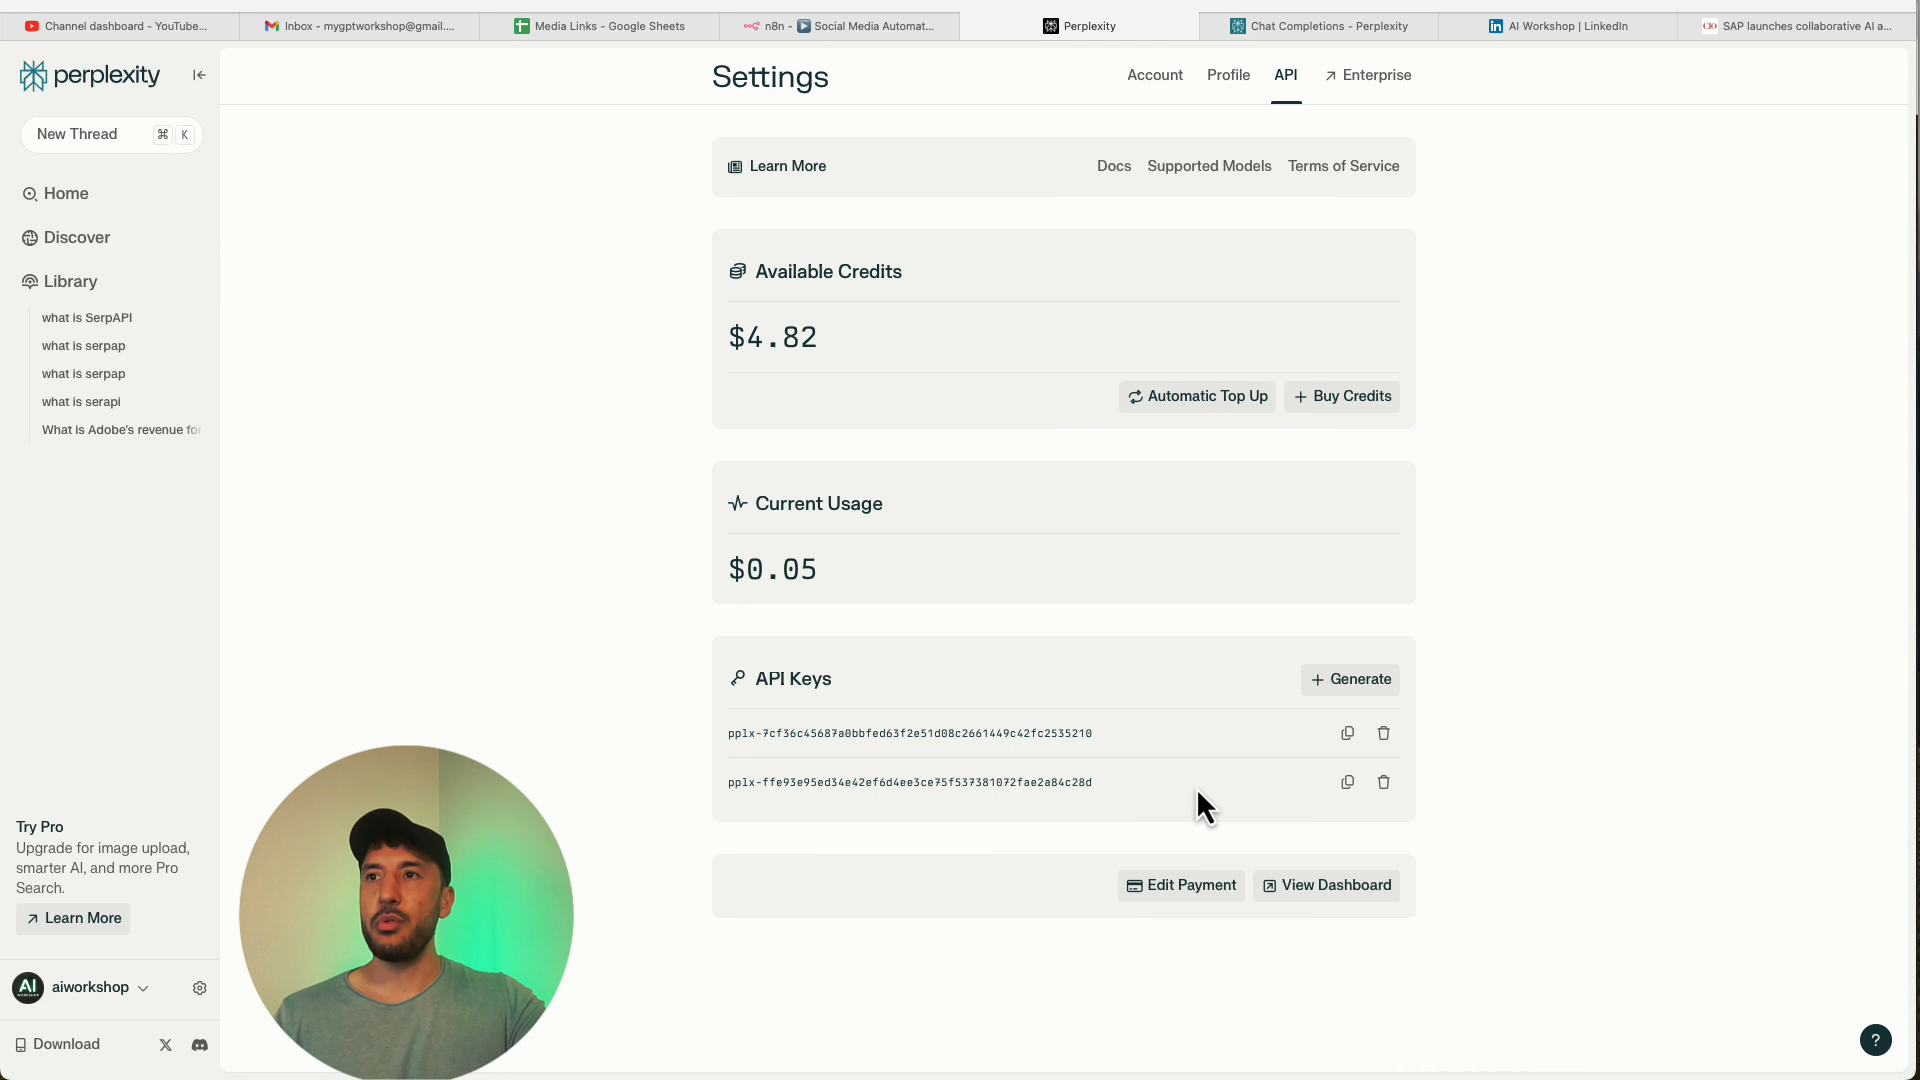 Channel dashboard - YouTube...
Inbox - mygptworkshop@gmail....
Media Links - Google Sheets
n8n - ▶️ Social Media Automat...
Perplexity
Chat Completions - Perplexity
AI Workshop | LinkedIn
CIO SAP launches collaborative AI a...
perplexity
New Thread ⌘ K
Home
Discover
Library
what is SerpAPI
what is serpap
what is serpap
what is serapi
What is Adobe's revenue for
Try Pro
Upgrade for image upload,
smarter AI, and more Pro
Search.
Learn More
AI WORKSHOP
aiworkshop
Download
Settings
Account Profile API Enterprise
Learn More
Docs Supported Models Terms of Service
Available Credits
$4.82
Automatic Top Up + Buy Credits
Current Usage
$0.05
API Keys
+ Generate
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
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
Edit Payment View Dashboard
?